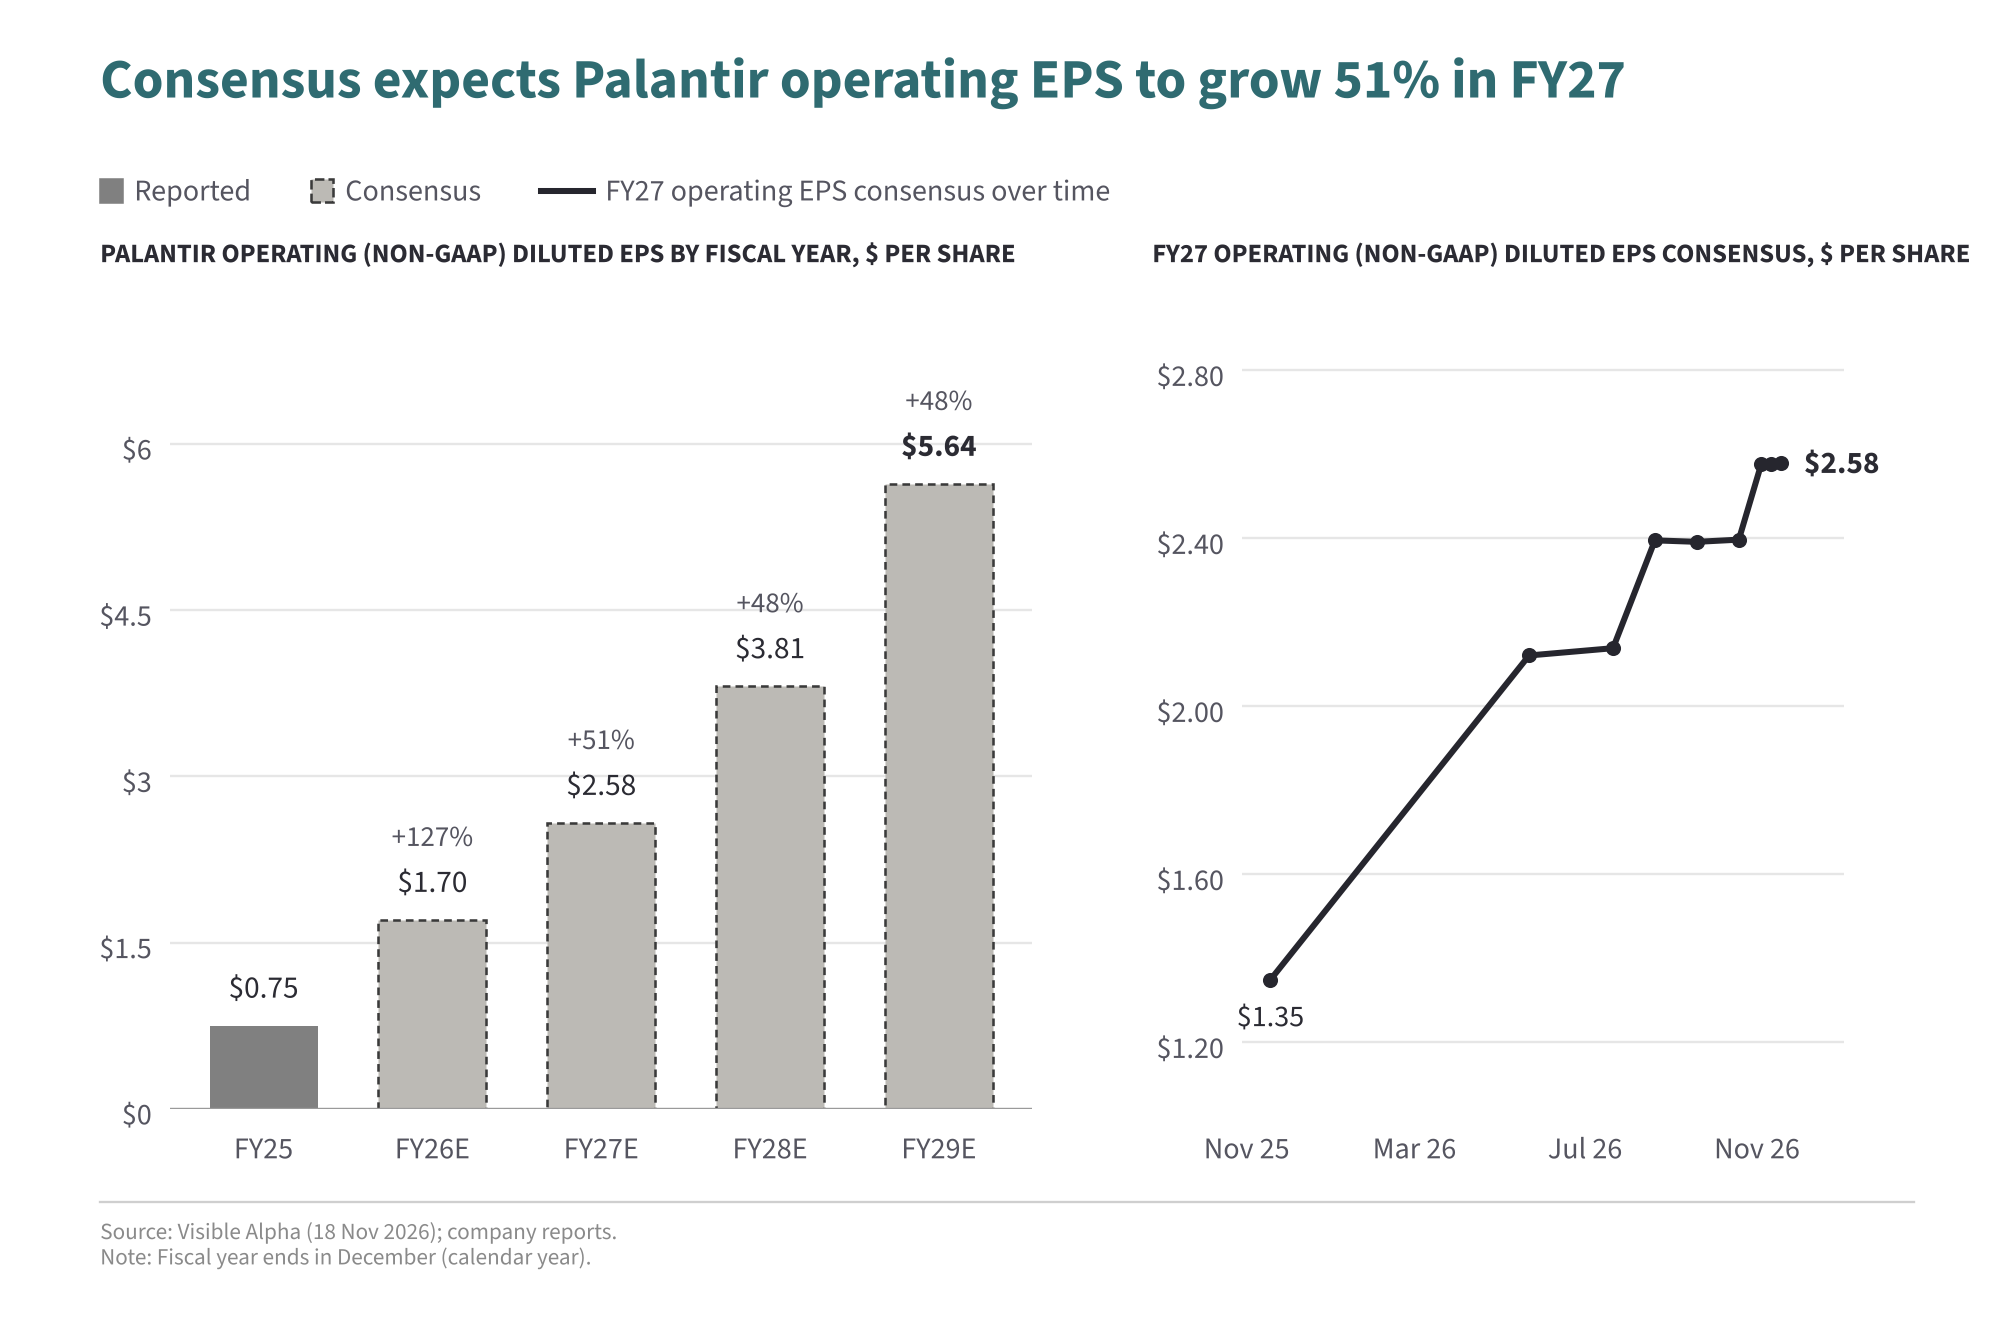 Consensus expects Palantir operating EPS to grow 51% in FY27
Reported
Consensus
FY27 operating EPS consensus over time
PALANTIR OPERATING (NON-GAAP) DILUTED EPS BY FISCAL YEAR, $ PER SHARE
$6
$4.5
$3
$1.5
$0
$0.75
+127%
$1.70
+51%
$2.58
+48%
$3.81
+48%
$5.64
FY25
FY26E
FY27E
FY28E
FY29E
FY27 OPERATING (NON-GAAP) DILUTED EPS CONSENSUS, $ PER SHARE
$2.80
$2.40
$2.00
$1.60
$1.20
$1.35
$2.58
Nov 25
Mar 26
Jul 26
Nov 26
Source: Visible Alpha (18 Nov 2026); company reports.
Note: Fiscal year ends in December (calendar year).